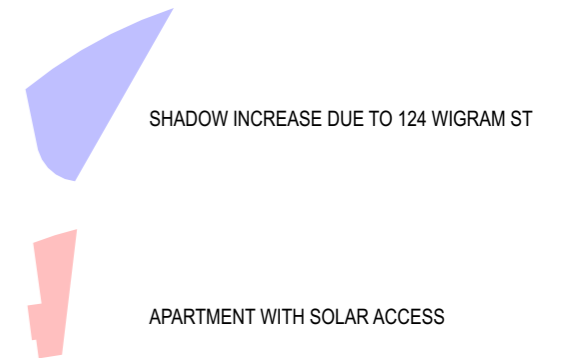 SHADOW INCREASE DUE TO 124 WIGRAM ST
APARTMENT WITH SOLAR ACCESS